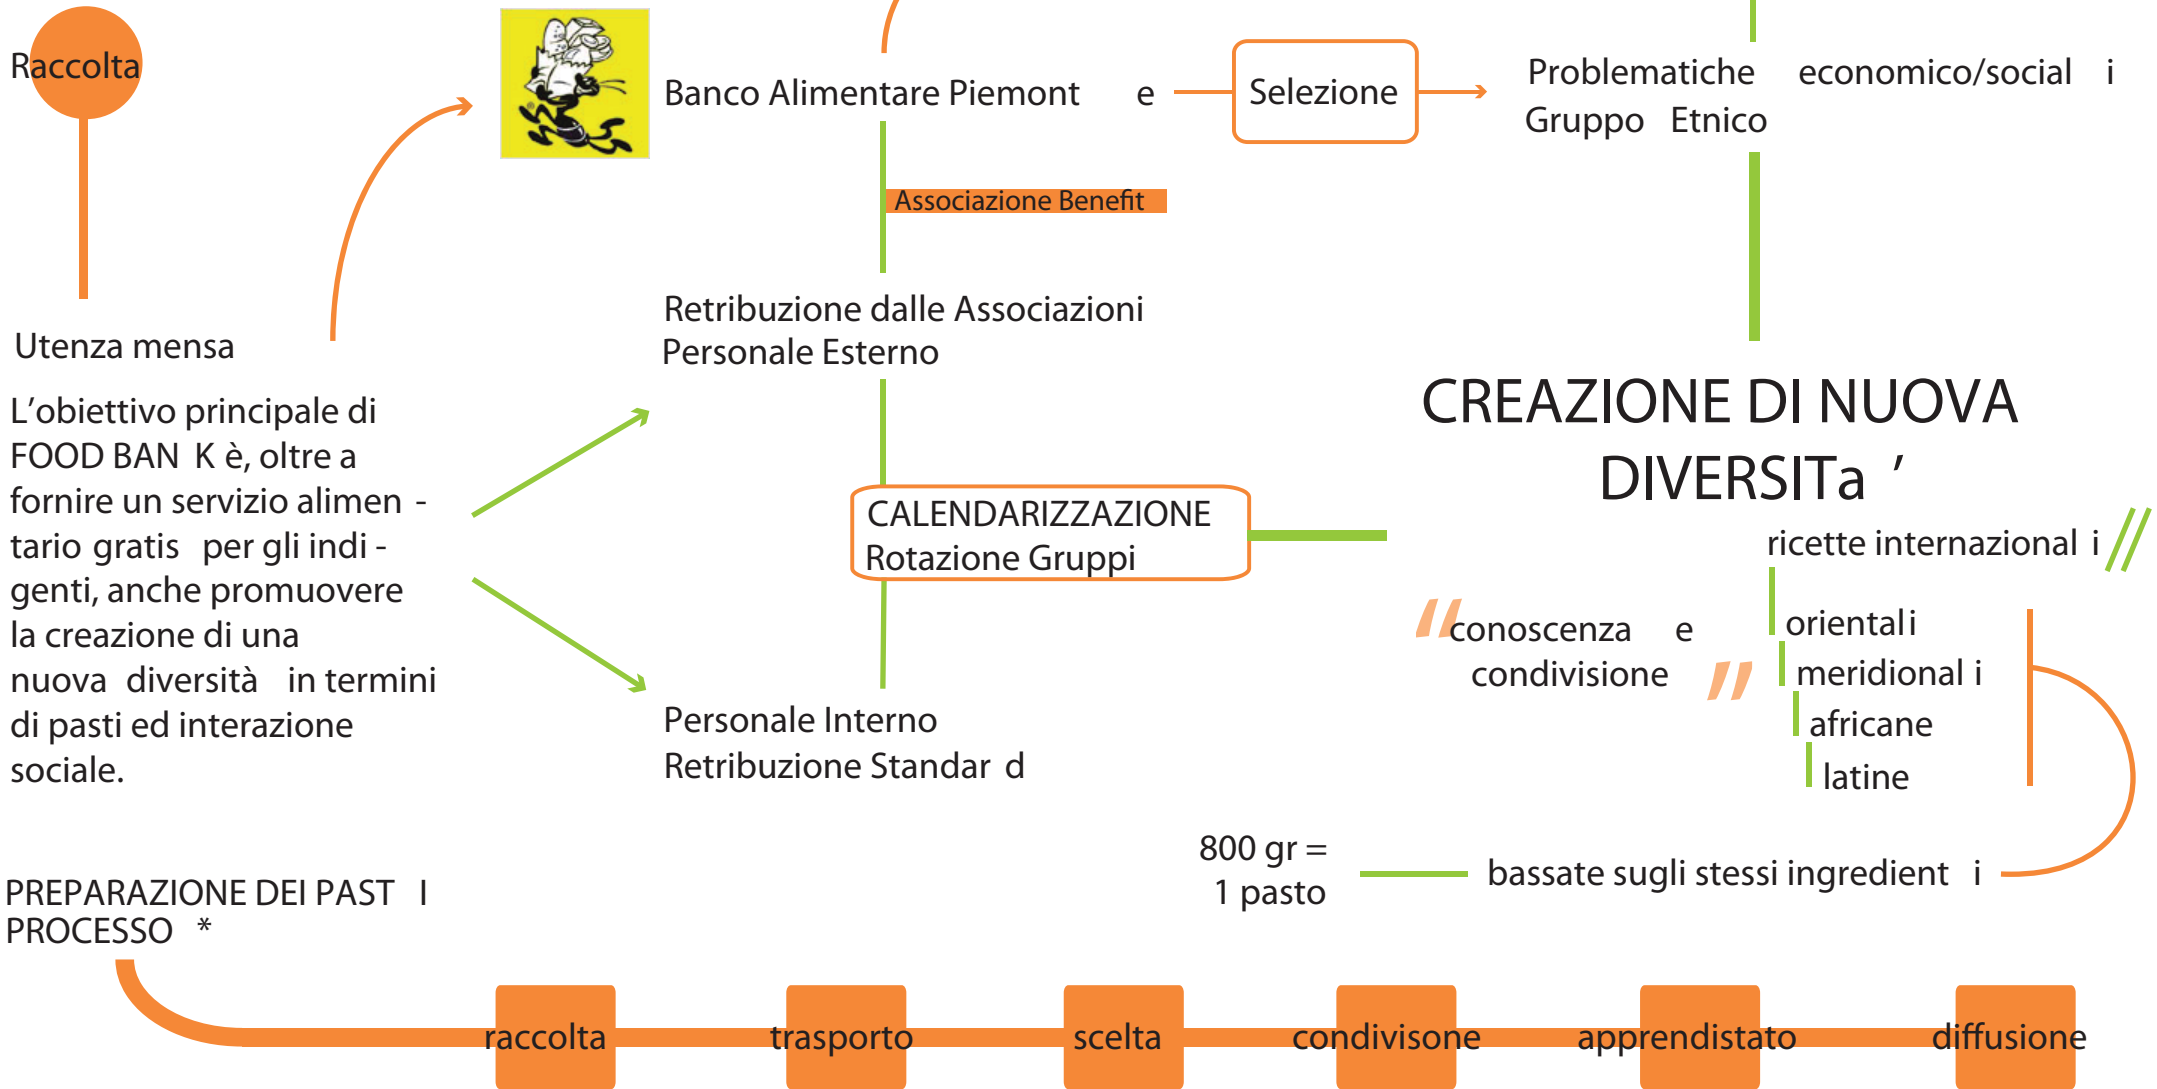 Raccolta
Banco Alimentare Piemont e
Selezione
Problematiche economico/social i
Gruppo Etnico
Associazione Benefit
Utenza mensa
Retribuzione dalle Associazioni
Personale Esterno
L'obiettivo principale di
FOOD BAN K è, oltre a
fornire un servizio alimen -
tario gratis per gli indi -
genti, anche promuovere
la creazione di una
nuova diversità in termini
di pasti ed interazione
sociale.
CALENDARIZZAZIONE
Rotazione Gruppi
Personale Interno
Retribuzione Standar d
CREAZIONE DI NUOVA
DIVERSITa '
ricette internazional i //
"conoscenza e
condivisione "
orientali
meridional i
africane
latine
800 gr =
1 pasto
bassate sugli stessi ingredient i
PREPARAZIONE DEI PAST I
PROCESSO *
raccolta
trasporto
scelta
condivisone
apprendistato
diffusione